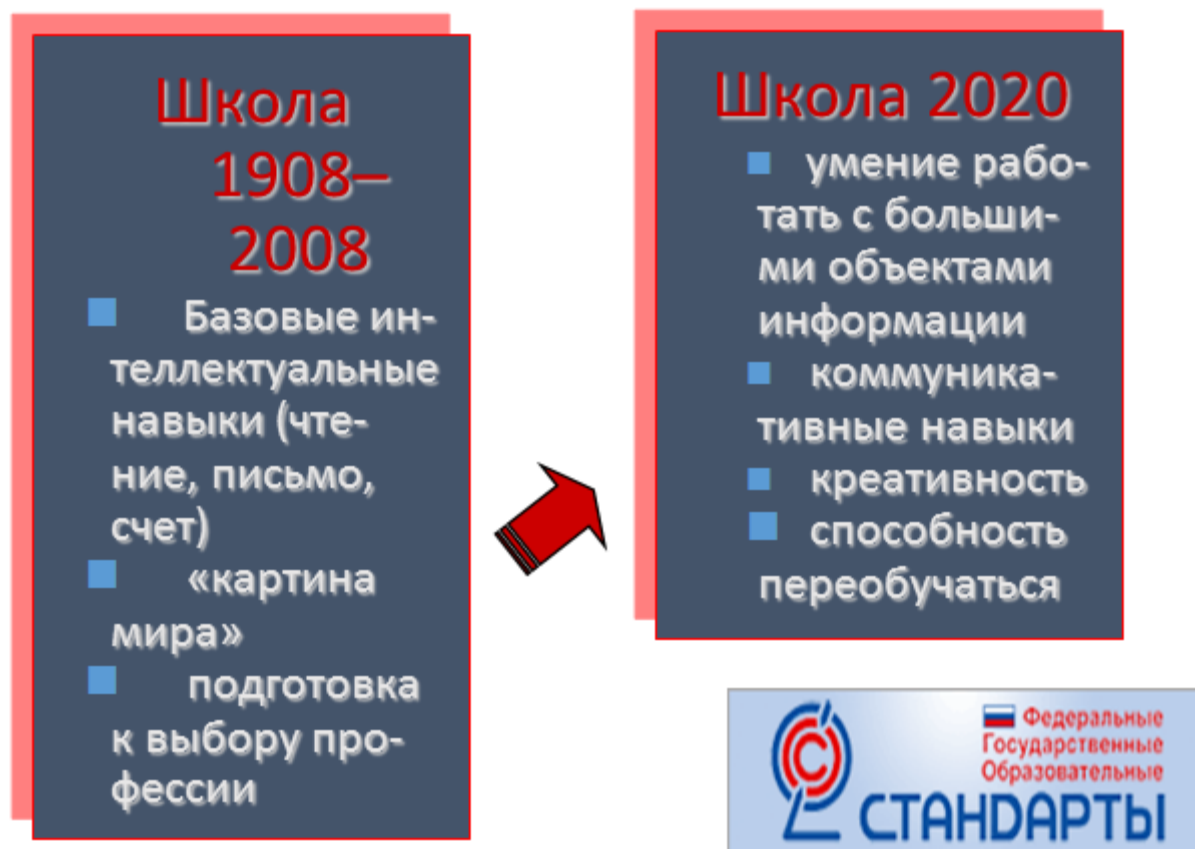 Школа
1908–
2008
Базовые ин-
теллектуальные
навыки (чте-
ние, письмо,
счет)
«картина
мира»
подготовка
к выбору про-
фессии
Школа 2020
умение рабо-
тать с больши-
ми объектами
информации
коммуника-
тивные навыки
креативность
способность
переобучаться
Федеральные
Государственные
Образовательные
СТАНДАРТЫ